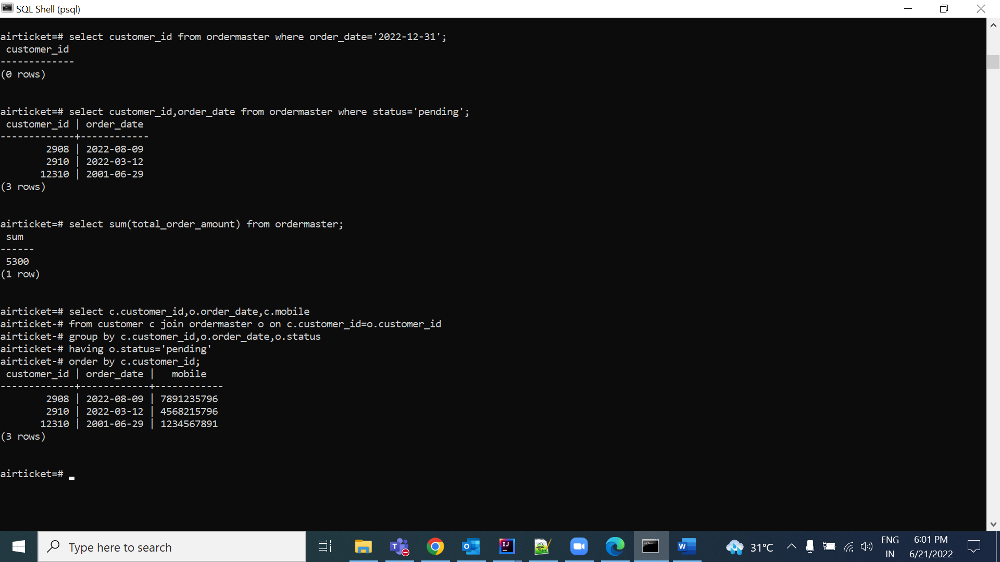 SQL Shell (psql)
airticket=# select customer_id from ordermaster where order_date='2022-12-31';
 customer_id
-------------
(0 rows)
airticket=# select customer_id,order_date from ordermaster where status='pending';
 customer_id | order_date
-------------+------------
        2908 | 2022-08-09
        2910 | 2022-03-12
       12310 | 2001-06-29
(3 rows)
airticket=# select sum(total_order_amount) from ordermaster;
 sum
------
 5300
(1 row)
airticket=# select c.customer_id,o.order_date,c.mobile
airticket-# from customer c join ordermaster o on c.customer_id=o.customer_id
airticket-# group by c.customer_id,o.order_date,o.status
airticket-# having o.status='pending'
airticket-# order by c.customer_id;
 customer_id | order_date |   mobile
-------------+------------+------------
        2908 | 2022-08-09 | 7891235796
        2910 | 2022-03-12 | 4568215796
       12310 | 2001-06-29 | 1234567891
(3 rows)
airticket=#
Type here to search
31°C
ENG
IN
6:01 PM
6/21/2022